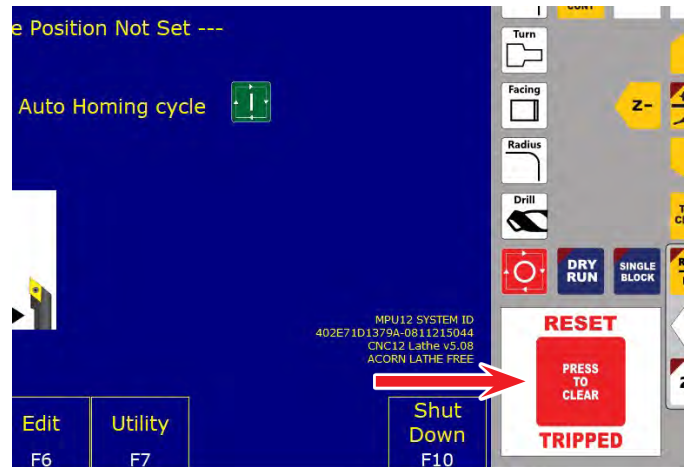 e Position Not Set ---
Auto Homing cycle
MPU12 SYSTEM ID
402E71D1379A-0811215044
CNC12 Lathe v5.08
ACORN LATHE FREE
Edit
F6
Utility
F7
Shut
Down
F10
CONT
Turn
Facing
Z-
Radius
Drill
DRY
RUN
SINGLE
BLOCK
RESET
PRESS
TO
CLEAR
TRIPPED